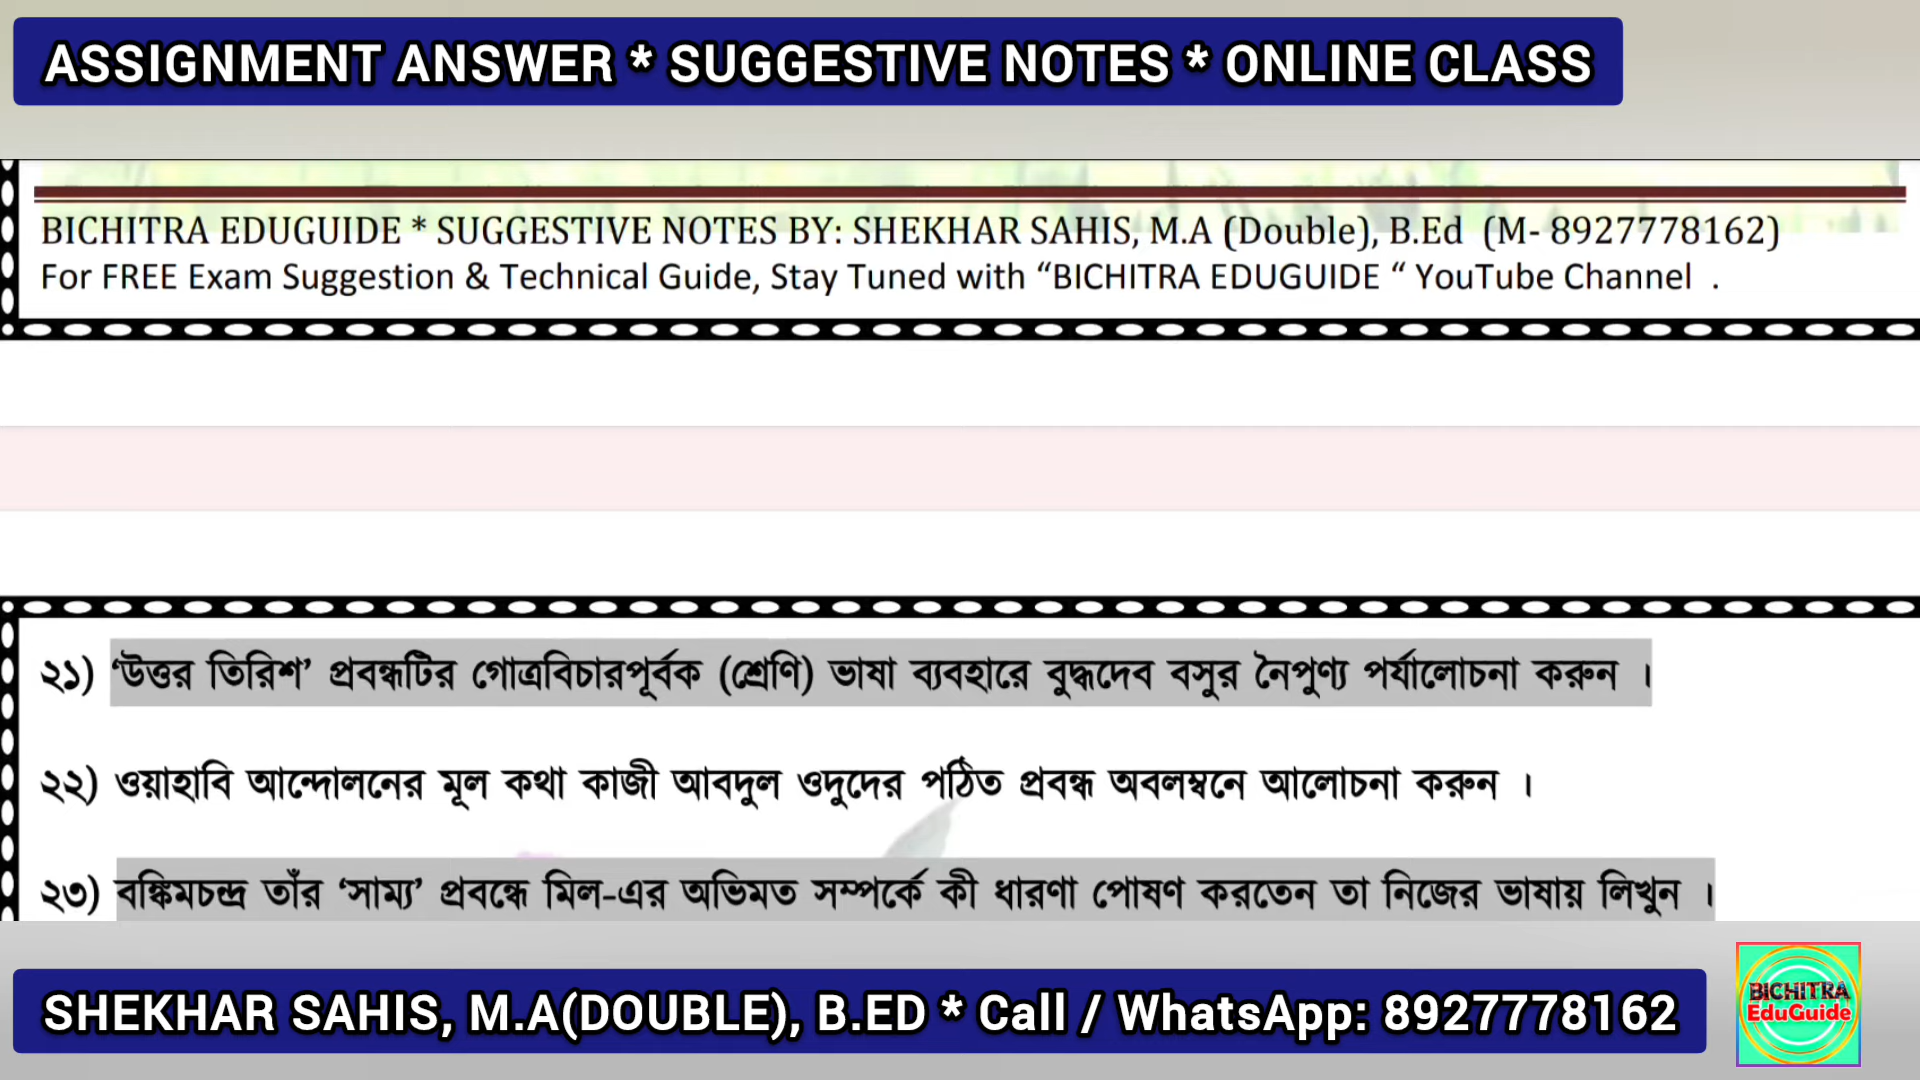 ASSIGNMENT ANSWER * SUGGESTIVE NOTES * ONLINE CLASS
BICHITRA EDUGUIDE * SUGGESTIVE NOTES BY: SHEKHAR SAHIS, M.A (Double), B.Ed (M- 8927778162)
For FREE Exam Suggestion & Technical Guide, Stay Tuned with “BICHITRA EDUGUIDE “ YouTube Channel .
২১) ‘উত্তর তিরিশ’ প্রবন্ধটির গোত্রবিচারপূর্বক (শ্রেণি) ভাষা ব্যবহারে বুদ্ধদেব বসুর নৈপুণ্য পর্যালোচনা করুন ।
২২) ওয়াহাবি আন্দোলনের মূল কথা কাজী আবদুল ওদুদের পঠিত প্রবন্ধ অবলম্বনে আলোচনা করুন ।
২৩) বঙ্কিমচন্দ্র তাঁর ‘সাম্য’ প্রবন্ধে মিল-এর অভিমত সম্পর্কে কী ধারণা পোষণ করতেন তা নিজের ভাষায় লিখুন ।
SHEKHAR SAHIS, M.A(DOUBLE), B.ED * Call / WhatsApp: 8927778162
BICHITRA
EduGuide